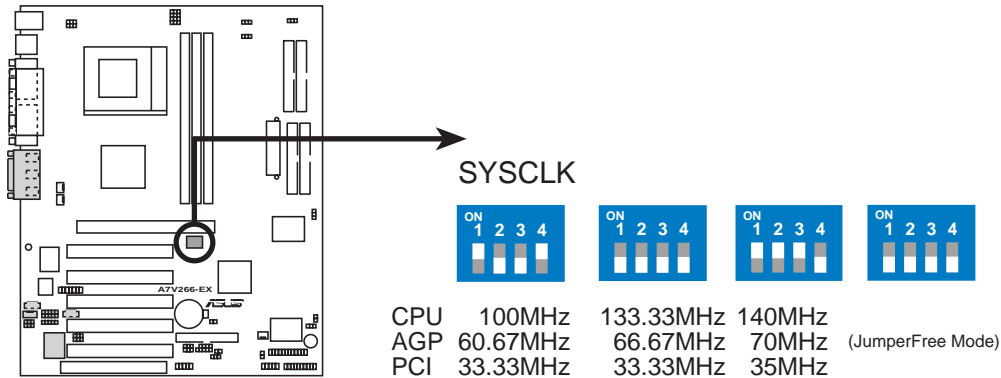 SYSCLK
ON ON ON ON
1 2 3 4 1 2 3 4 1 2 3 4 1 2 3 4
A7V266-EX
ASUS
CPU 100MHz 133.33MHz 140MHz
AGP 60.67MHz 66.67MHz 70MHz (JumperFree Mode)
PCI 33.33MHz 33.33MHz 35MHz